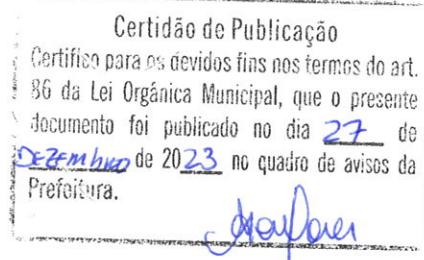 Certidão de Publicação
Certifico para os devidos fins nos termos do art.
86 da Lei Orgânica Municipal, que o presente
documento foi publicado no dia 27 de
DEZEMbRO de 2023 no quadro de avisos da
Prefeitura.